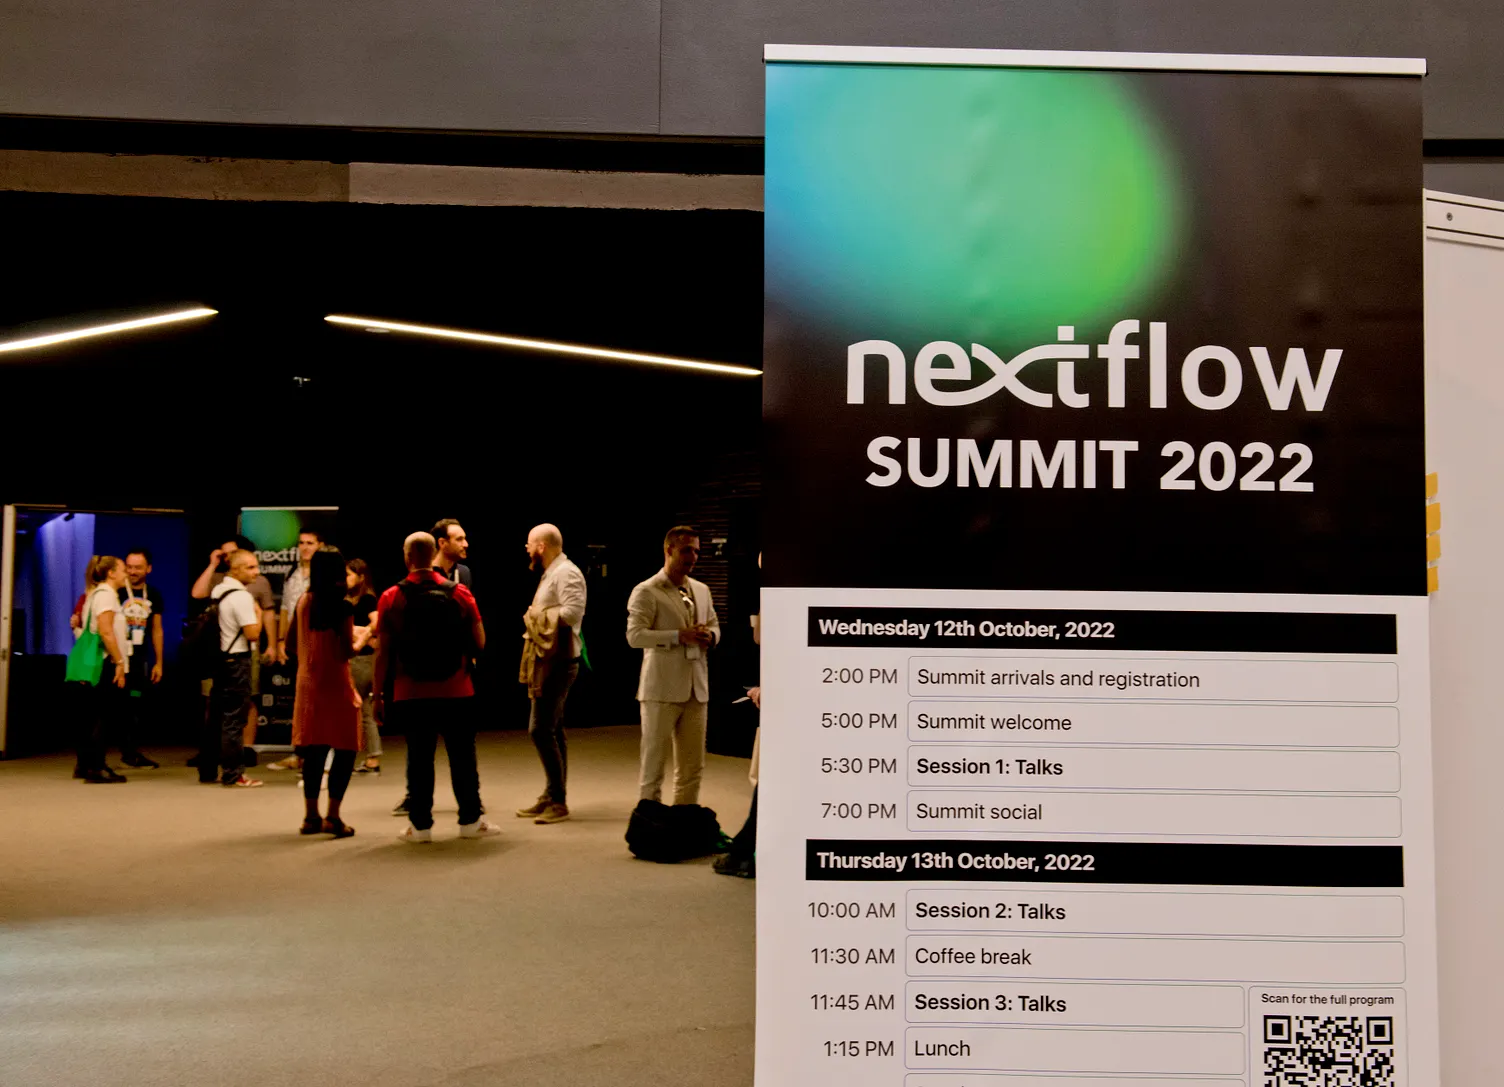 nextflow
SUMMIT 2022
Wednesday 12th October, 2022
2:00 PM Summit arrivals and registration
5:00 PM Summit welcome
5:30 PM Session 1: Talks
7:00 PM Summit social
Thursday 13th October, 2022
10:00 AM Session 2: Talks
11:30 AM Coffee break
11:45 AM Session 3: Talks
Scan for the full program
1:15 PM Lunch
nextfl
SUMM